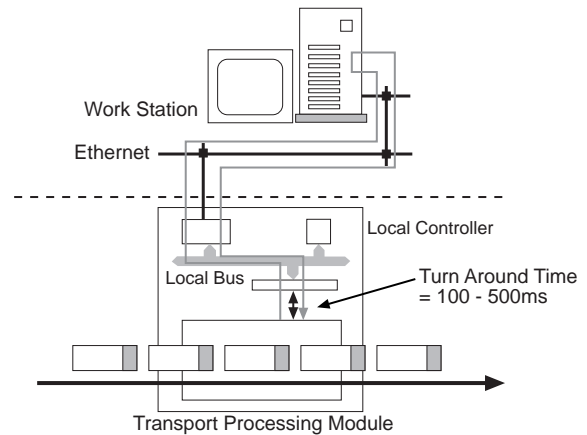 Work Station
Ethernet
Local Controller
Local Bus
Turn Around Time
= 100 - 500ms
Transport Processing Module